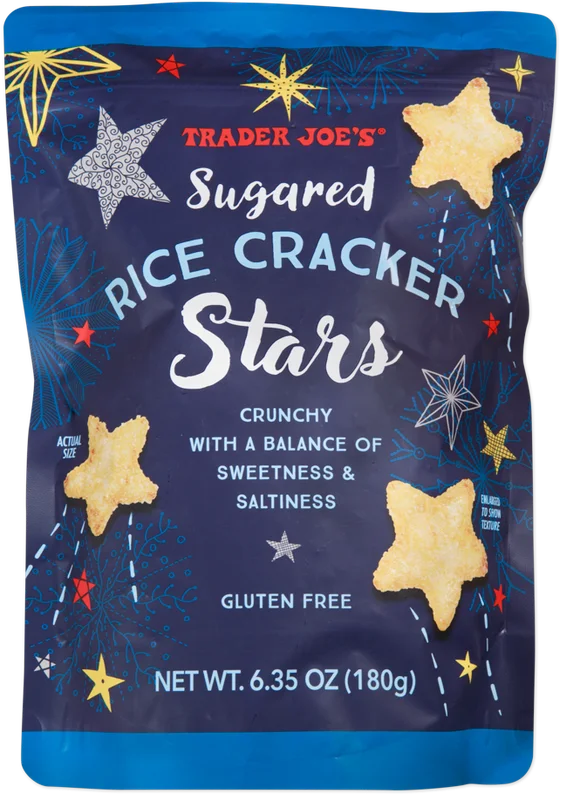 TRADER JOE'S®
Sugared
RICE CRACKER
Stars
CRUNCHY
WITH A BALANCE OF
SWEETNESS &
SALTINESS
ACTUAL
SIZE
ENLARGED
TO SHOW
TEXTURE
GLUTEN FREE
NET WT. 6.35 OZ (180g)